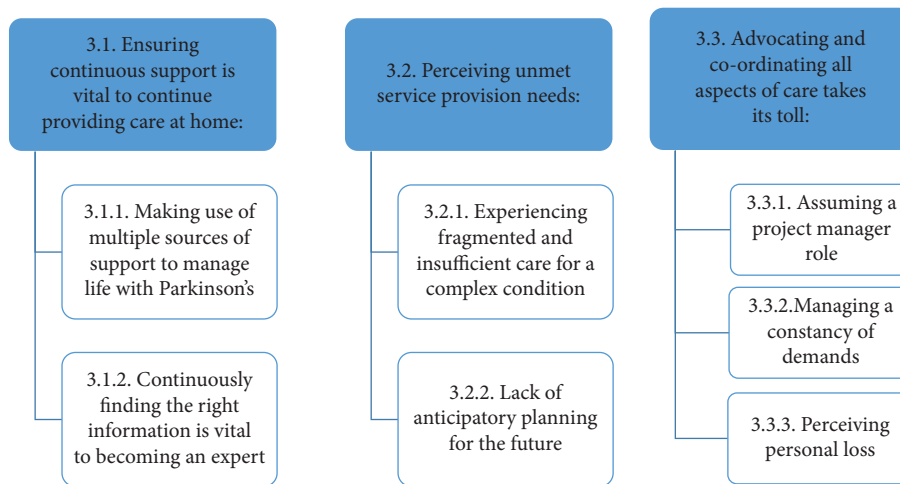 3.1. Ensuring
continuous support is
vital to continue
providing care at home:
3.1.1. Making use of
multiple sources of
support to manage
life with Parkinson's
3.1.2. Continuously
finding the right
information is vital
to becoming an expert
3.2. Perceiving unmet
service provision needs:
3.2.1. Experiencing
fragmented and
insufficient care for a
complex condition
3.2.2. Lack of
anticipatory planning
for the future
3.3. Advocating and
co-ordinating all
aspects of care takes
its toll:
3.3.1. Assuming a
project manager
role
3.3.2.Managing a
constancy of
demands
3.3.3. Perceiving
personal loss